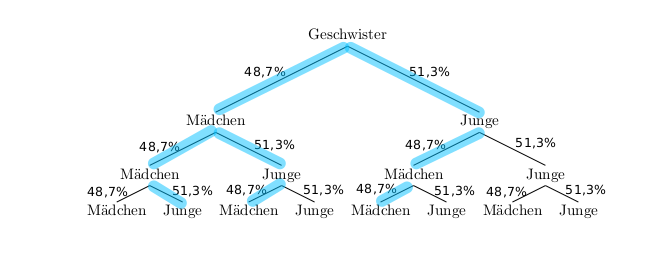 Geschwister
48,7% 51,3%
Mädchen Junge
48,7% 51,3% 48,7% 51,3%
Mädchen Junge Mädchen Junge
48,7% 51,3% 48,7% 51,3% 48,7% 51,3% 48,7% 51,3%
Mädchen Junge Mädchen Junge Mädchen Junge Mädchen Junge